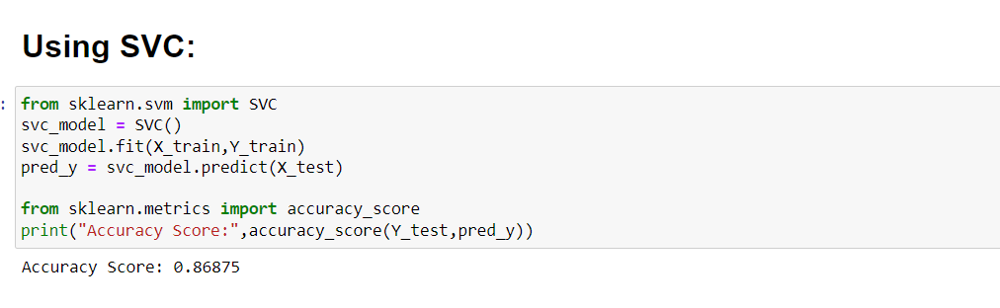 Using SVC:
:
from sklearn.svm import SVC
svc_model = SVC()
svc_model.fit(X_train,Y_train)
pred_y = svc_model.predict(X_test)
from sklearn.metrics import accuracy_score
print("Accuracy Score:",accuracy_score(Y_test,pred_y))
Accuracy Score: 0.86875